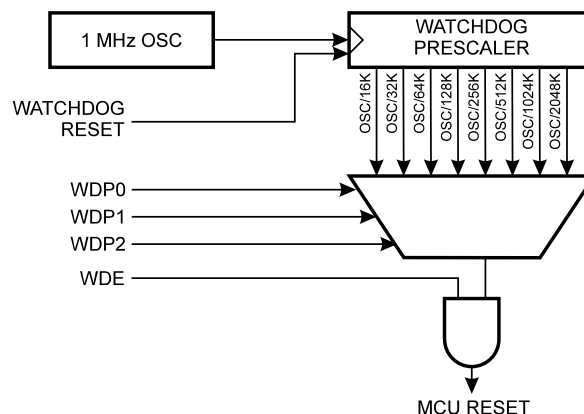 1 MHz OSC
WATCHDOG
PRESCALER
WATCHDOG
RESET
OSC/16K
OSC/32K
OSC/64K
OSC/128K
OSC/256K
OSC/512K
OSC/1024K
OSC/2048K
WDP0
WDP1
WDP2
WDE
MCU RESET